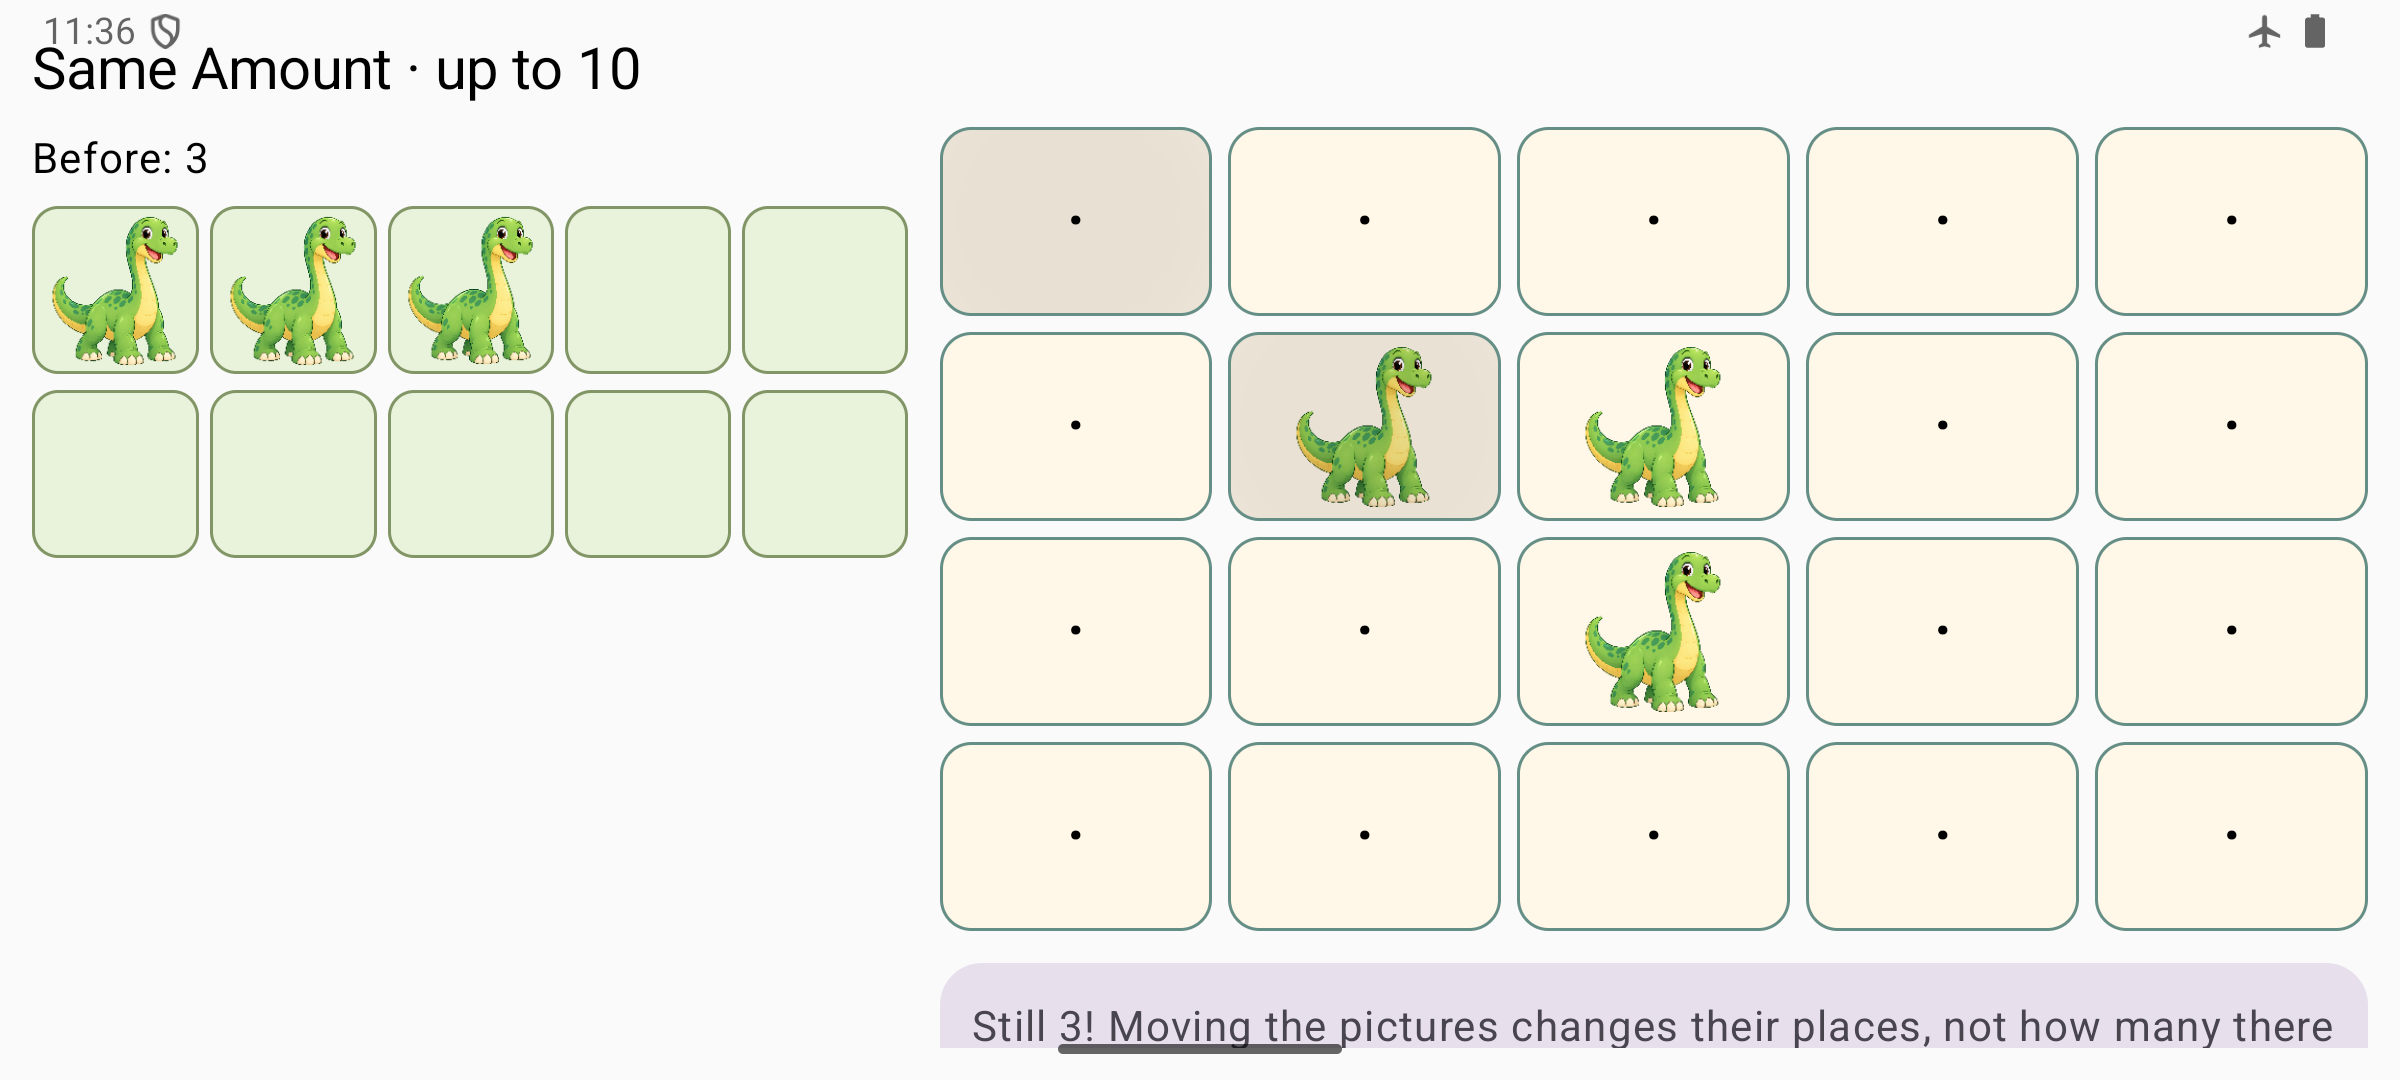 11:36
Same Amount · up to 10
Before: 3
Still 3! Moving the pictures changes their places, not how many there